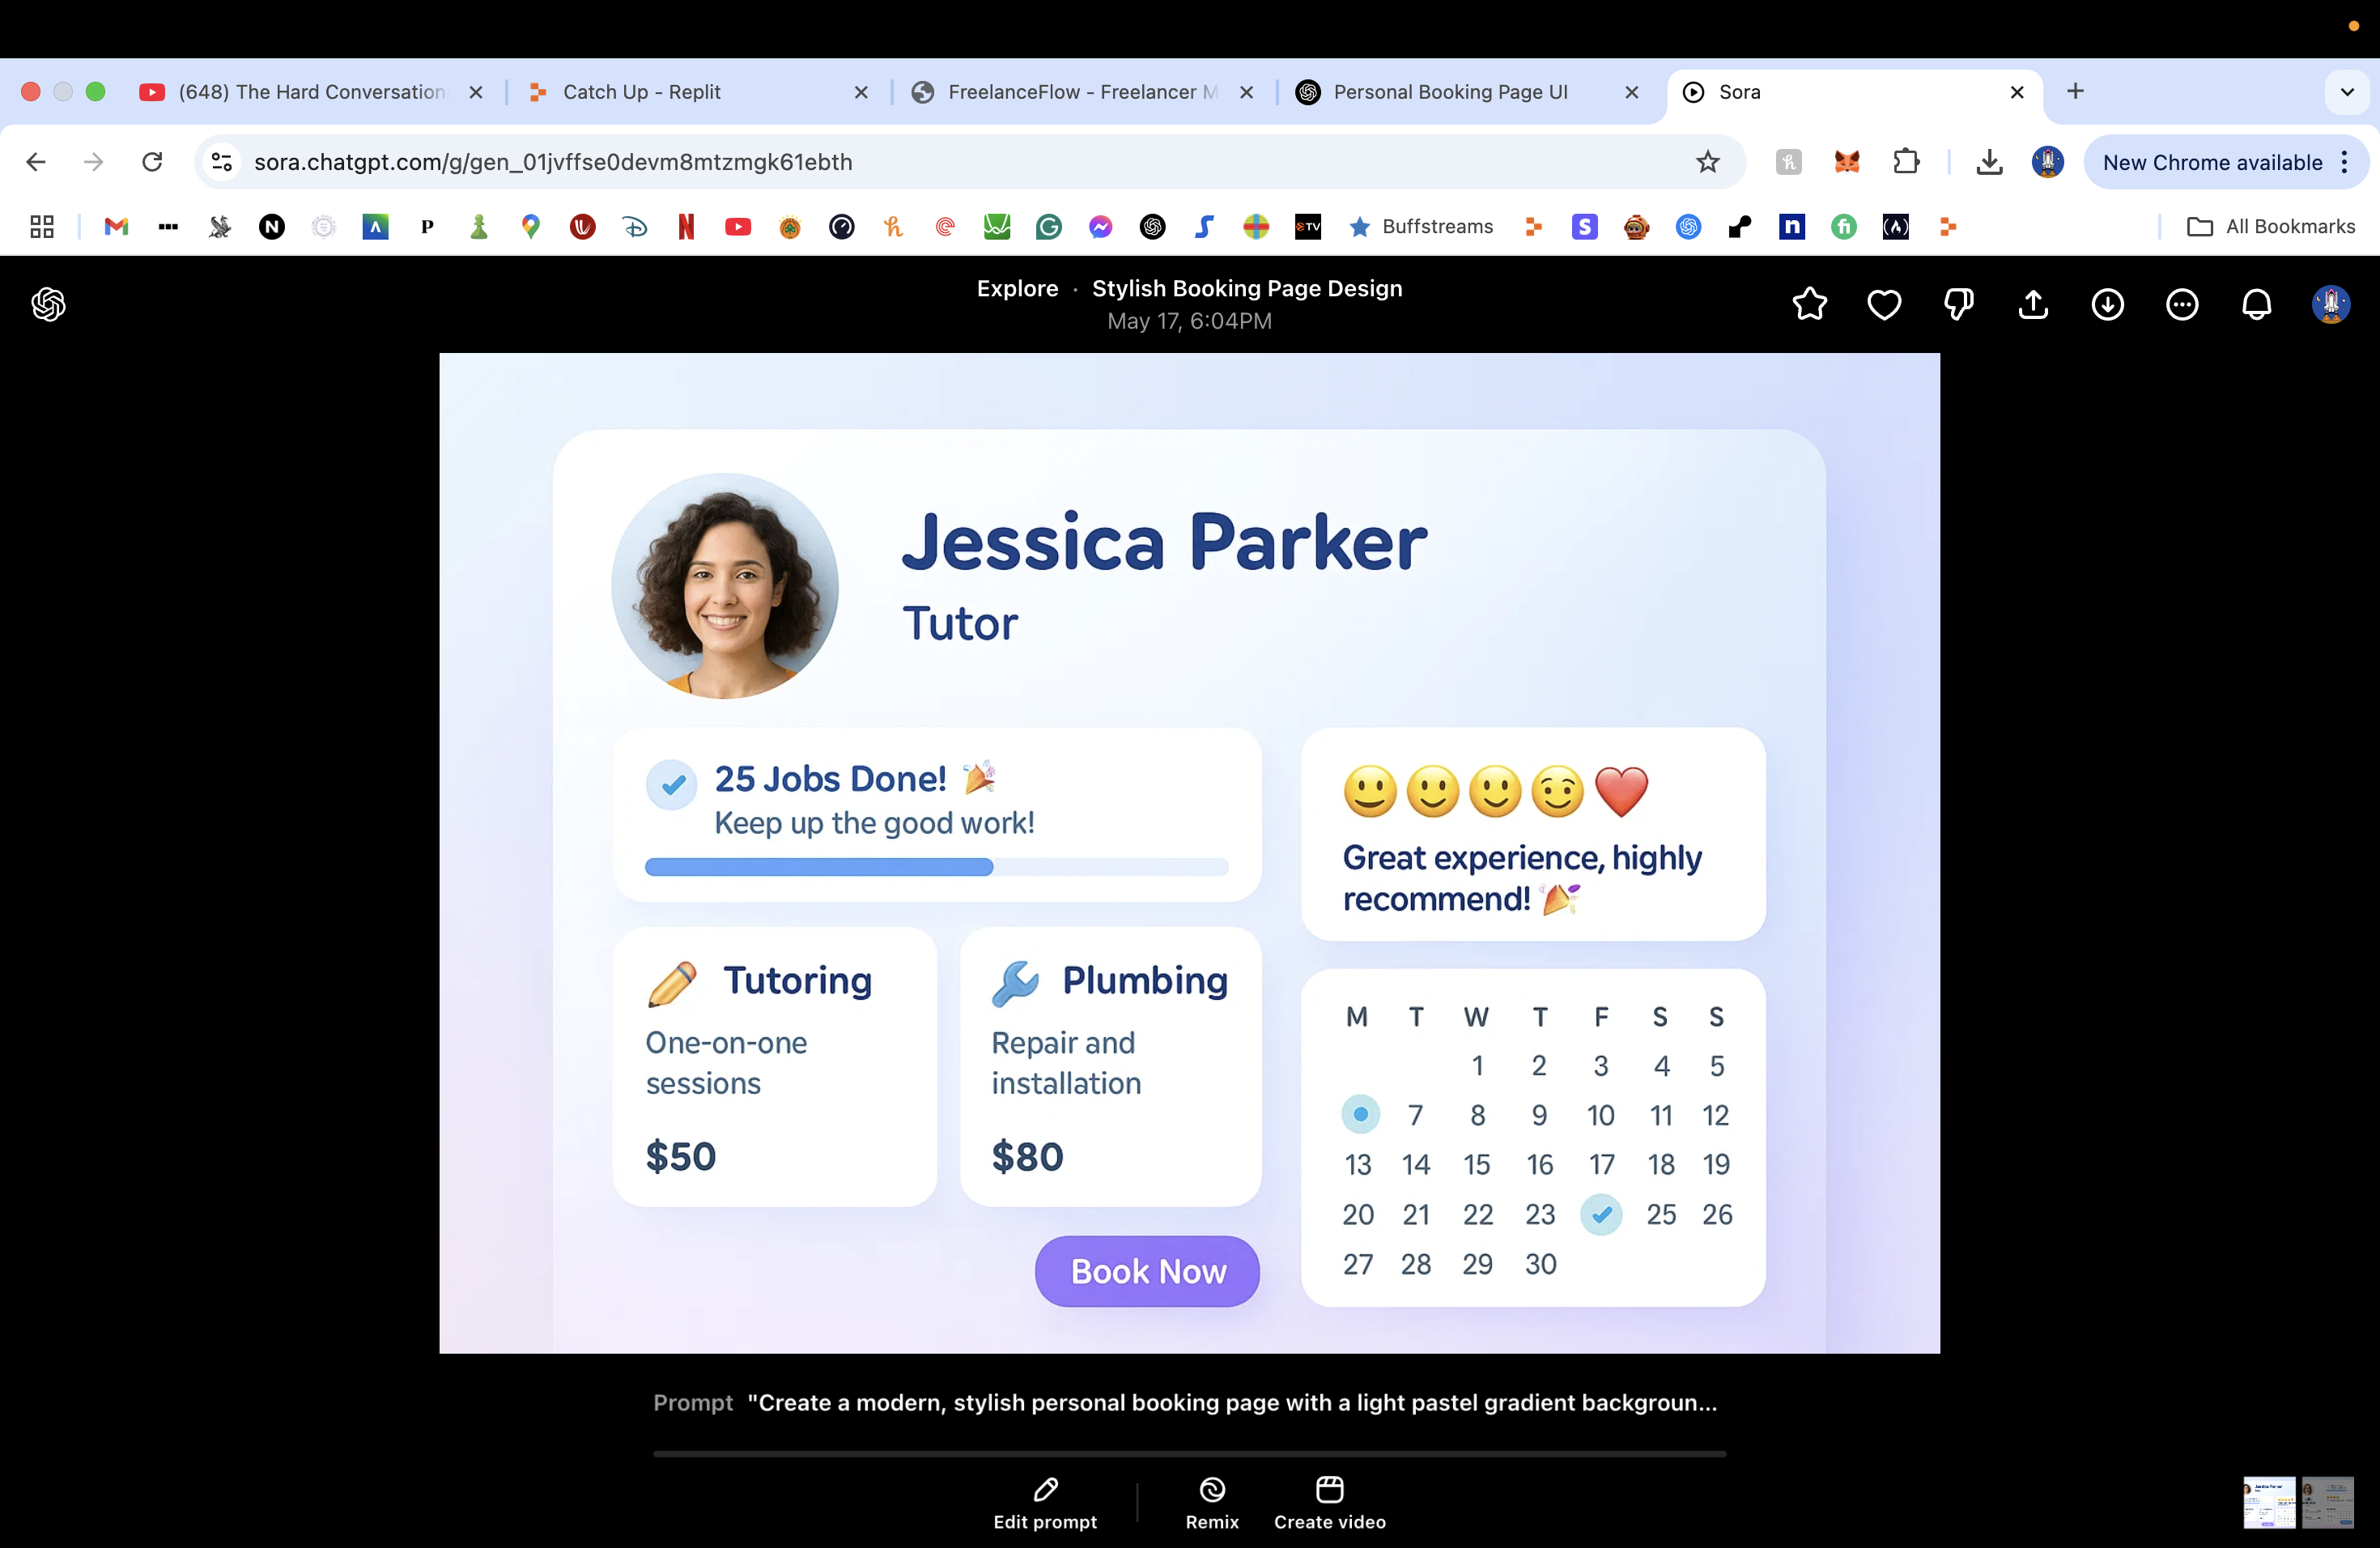 (648) The Hard Conversation
Catch Up - Replit
FreelanceFlow - Freelancer M
Personal Booking Page UI
Sora
sora.chatgpt.com/g/gen_01jvffse0devm8mtzmgk61ebth
New Chrome available
Buffstreams
All Bookmarks
Explore · Stylish Booking Page Design
May 17, 6:04PM
Jessica Parker
Tutor
25 Jobs Done! 🎉
Keep up the good work!
🙂🙂🙂😉❤️
Great experience, highly
recommend! 🎉
Tutoring
One-on-one
sessions
$50
Plumbing
Repair and
installation
$80
Book Now
M T W T F S S
1 2 3 4 5
7 8 9 10 11 12
13 14 15 16 17 18 19
20 21 22 23 25 26
27 28 29 30
Prompt "Create a modern, stylish personal booking page with a light pastel gradient backgroun...
Edit prompt
Remix
Create video